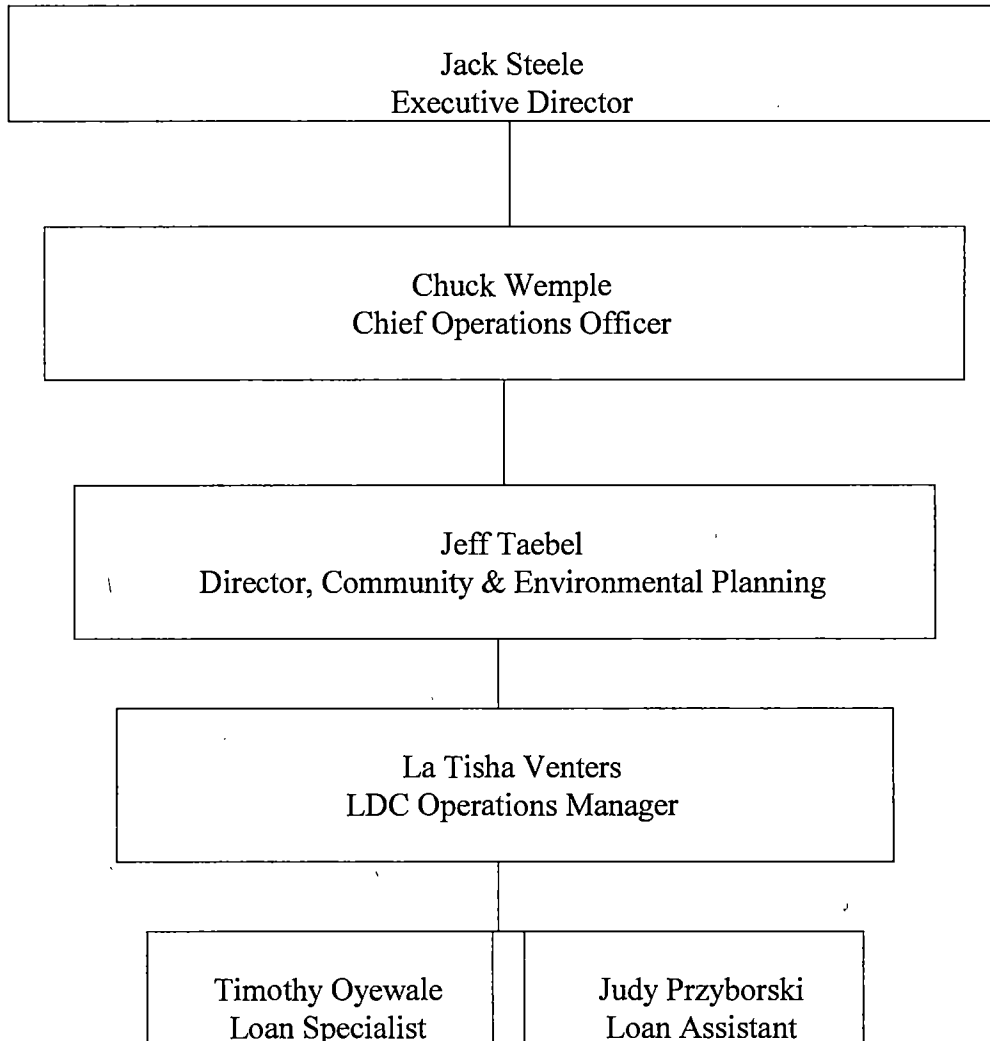 Jack Steele
Executive Director
Chuck Wemple
Chief Operations Officer
Jeff Taebel
Director, Community & Environmental Planning
La Tisha Venters
LDC Operations Manager
Timothy Oyewale
Loan Specialist
Judy Przyborski
Loan Assistant